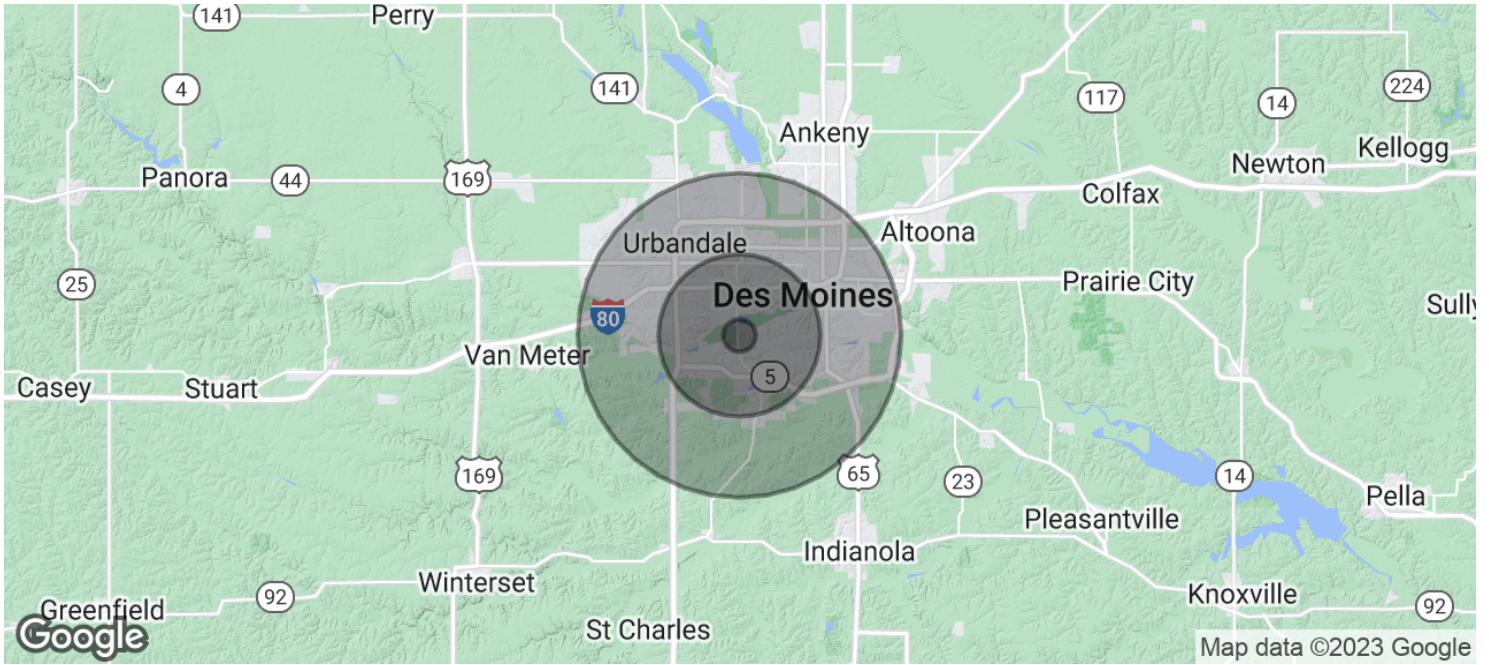 141
Perry
4
141
117
14
224
Ankeny
Kellogg
Newton
Panora
44
169
Colfax
Altoona
Urbandale
25
Prairie City
Des Moines
Sully
80
Van Meter
5
Casey
Stuart
169
65
23
14
Pella
Pleasantville
Indianola
Winterset
92
Knoxville
92
Greenfield
St Charles
Google
Map data ©2023 Google